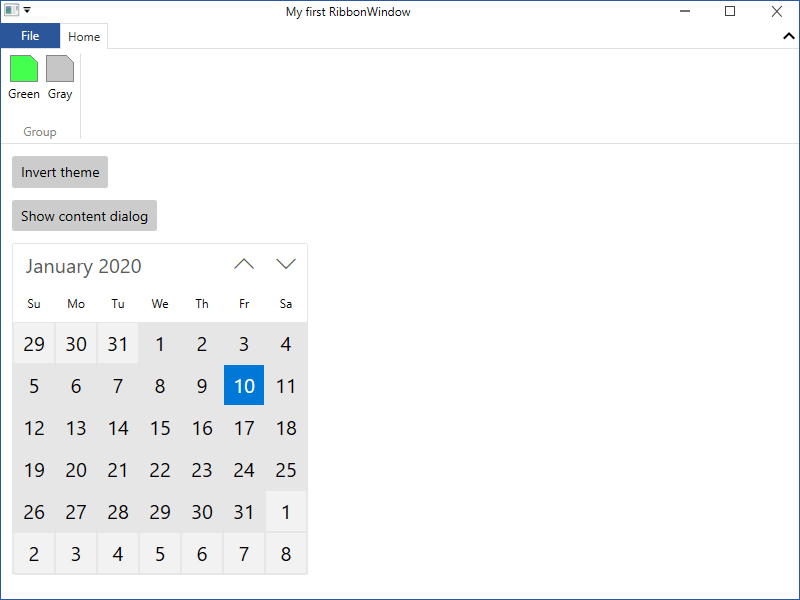 My first RibbonWindow
File Home
Green Gray
Group
Invert theme
Show content dialog
January 2020
Su Mo Tu We Th Fr Sa
29 30 31 1 2 3 4
5 6 7 8 9 10 11
12 13 14 15 16 17 18
19 20 21 22 23 24 25
26 27 28 29 30 31 1
2 3 4 5 6 7 8